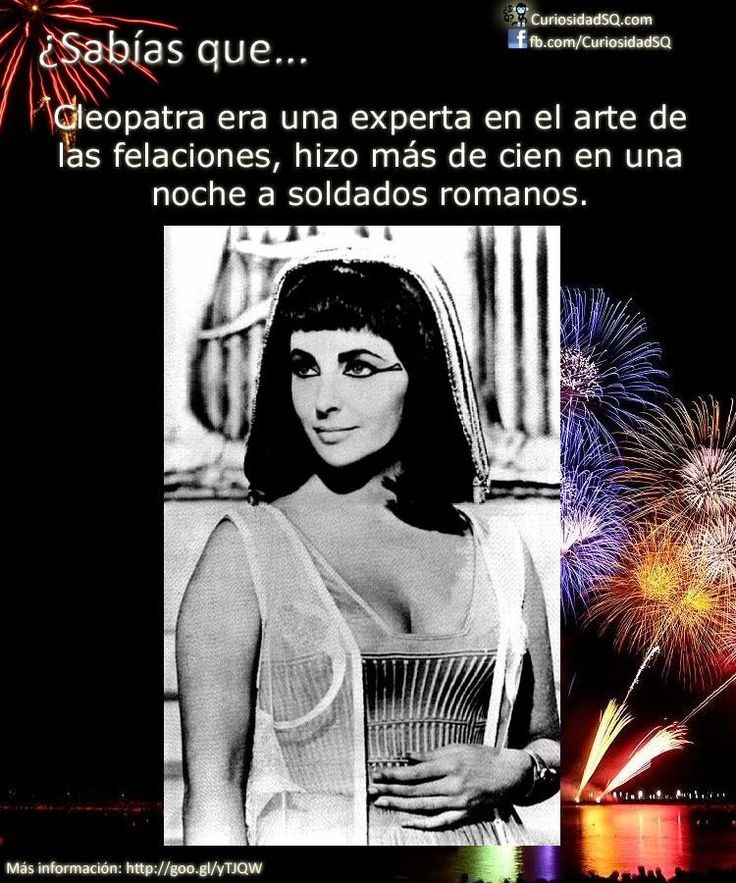 CuriosidadSQ.com
fb.com/CuriosidadSQ
¿Sabías que...
Cleopatra era una experta en el arte de
las felaciones, hizo más de cien en una
noche a soldados romanos.
Más información: http://goo.gl/yTJQW